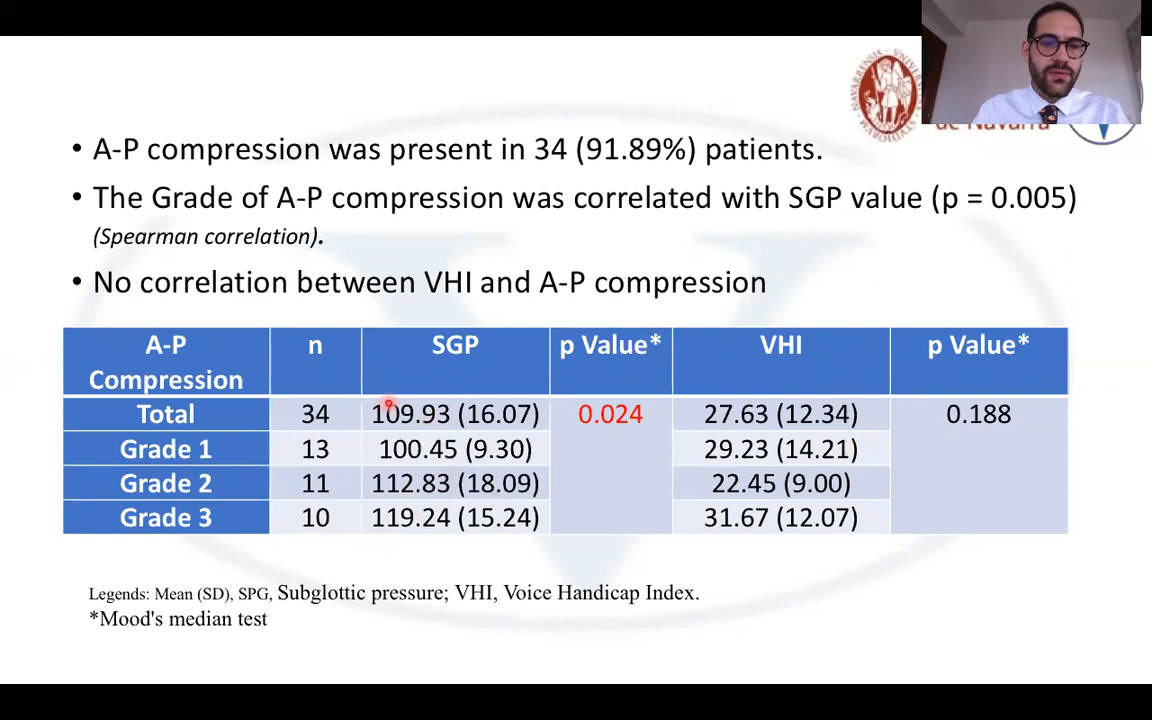 NAVARRENSIS
de Navarra
• A-P compression was present in 34 (91.89%) patients.
• The Grade of A-P compression was correlated with SGP value (p = 0.005)
(Spearman correlation).
• No correlation between VHI and A-P compression
A-P Compression n SGP p Value* VHI p Value*
Total 34 109.93 (16.07) 0.024 27.63 (12.34) 0.188
Grade 1 13 100.45 (9.30) 29.23 (14.21)
Grade 2 11 112.83 (18.09) 22.45 (9.00)
Grade 3 10 119.24 (15.24) 31.67 (12.07)
Legends: Mean (SD), SPG, Subglottic pressure; VHI, Voice Handicap Index.
*Mood's median test